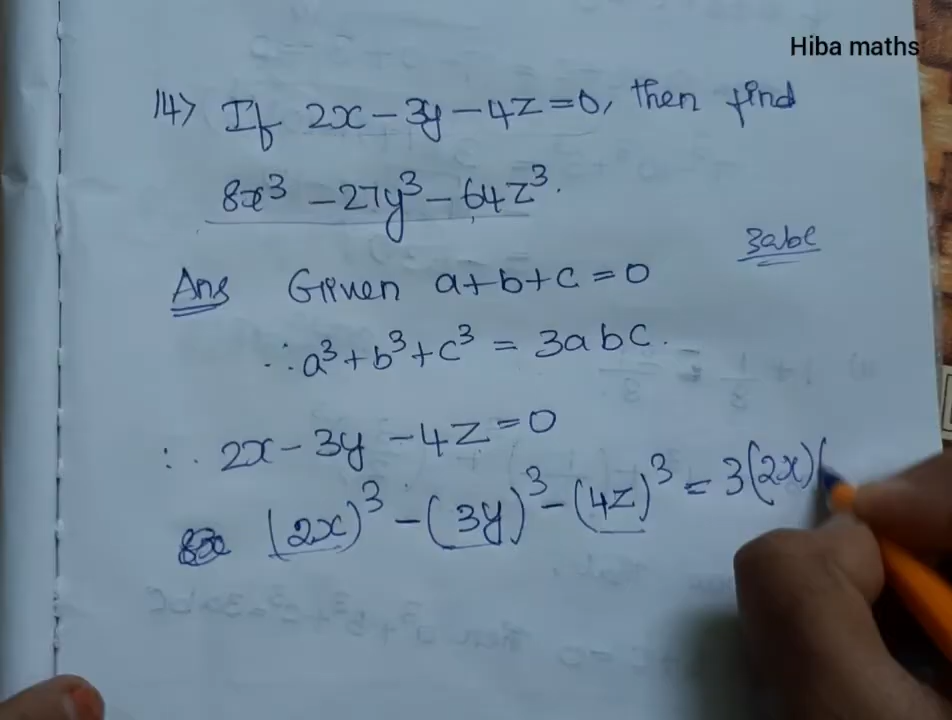 Hiba maths
14) If 2x - 3y - 4z = 0, then find
8x³ - 27y³ - 64z³.
3abc
Ans Given a+b+c = 0
∴ a³+b³+c³ = 3abc.
∴ 2x - 3y - 4z = 0
(2x)³ - (3y)³ - (4z)³ = 3(2x)(